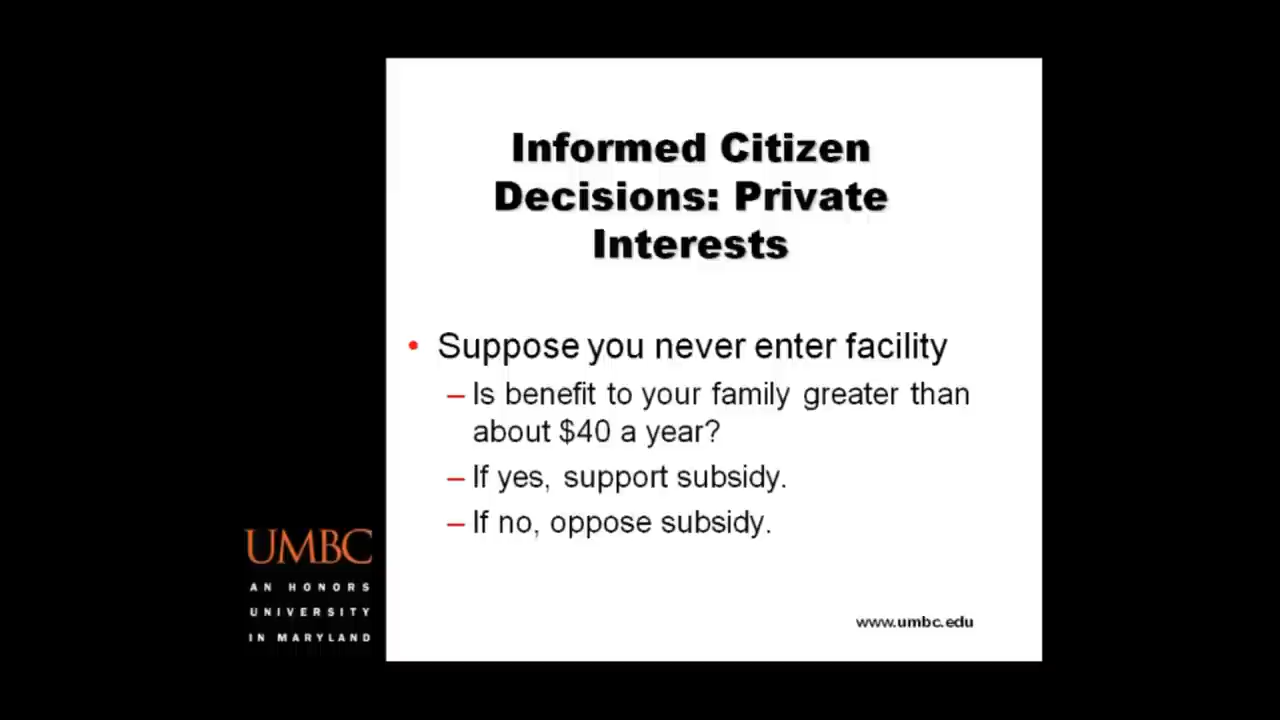 Informed Citizen
Decisions: Private
Interests
• Suppose you never enter facility
– Is benefit to your family greater than
about $40 a year?
– If yes, support subsidy.
– If no, oppose subsidy.
UMBC
AN HONORS
UNIVERSITY
IN MARYLAND
www.umbc.edu